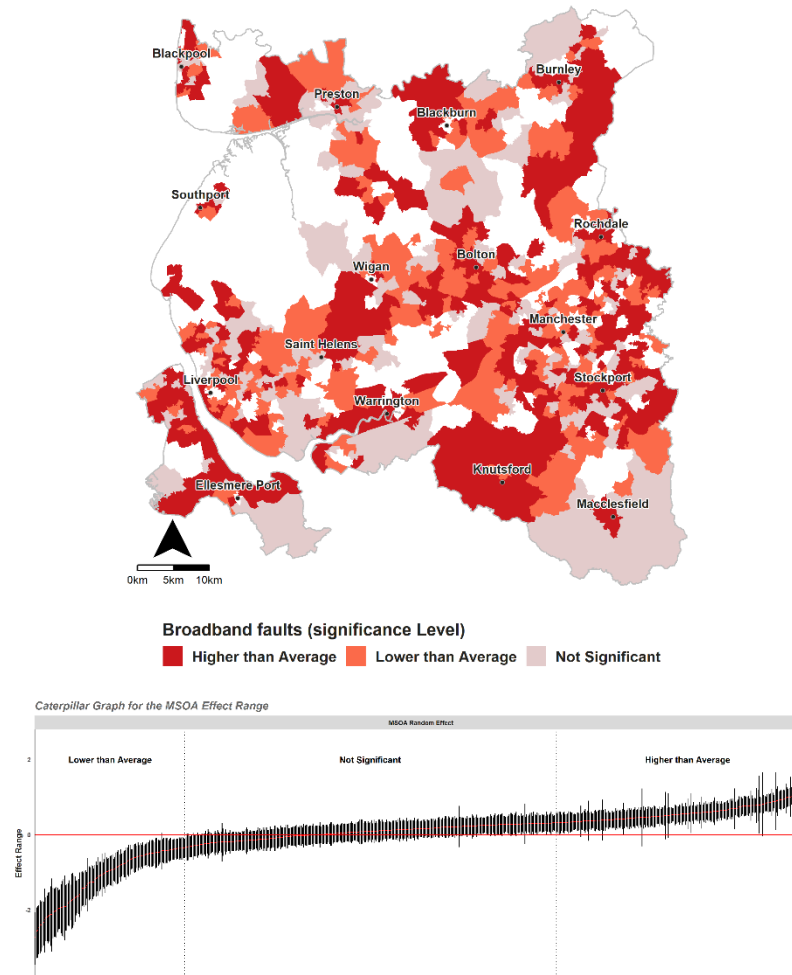 Blackpool
Burnley
Preston
Blackburn
Southport
Rochdale
Bolton
Wigan
Manchester
Saint Helens
Stockport
Liverpool
Warrington
Knutsford
Ellesmere Port
Macclesfield
0km 5km 10km
Broadband faults (significance Level)
Higher than Average Lower than Average Not Significant
Caterpillar Graph for the MSOA Effect Range
MSOA Random Effect
2
Lower than Average Not Significant Higher than Average
0
Effect Range